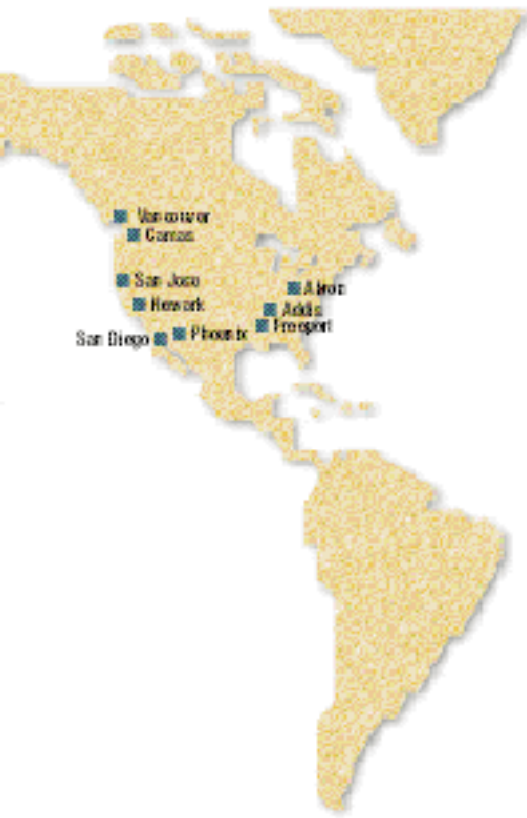 Vancouver
Camas
San Jose
Akron
Newark
Addis
Freeport
San Diego
Phoenix